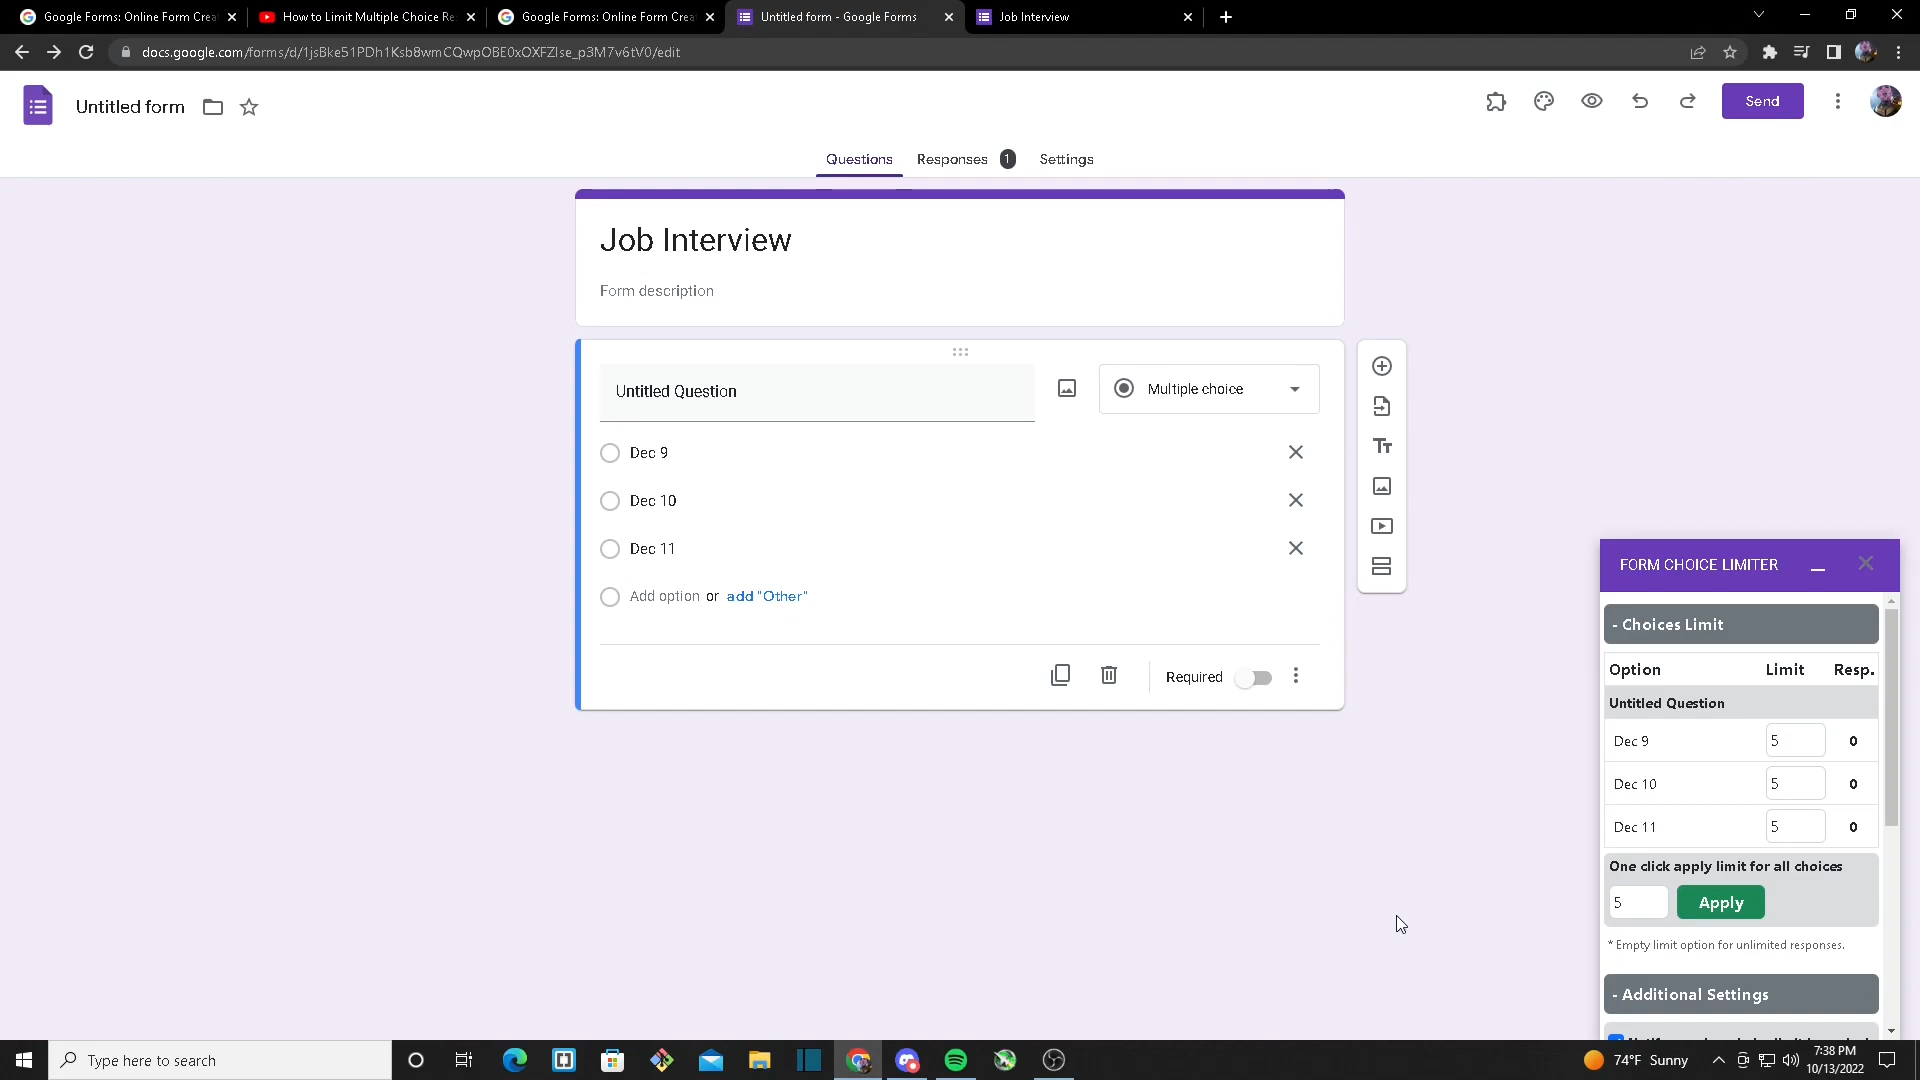 Google Forms: Online Form Crea
How to Limit Multiple Choice Re
Google Forms: Online Form Crea
Untitled form - Google Forms
Job Interview
docs.google.com/forms/d/1jsBke51PDh1Ksb8wmCQwpOBE0xOXFZlse_p3M7v6tV0/edit
Untitled form
Send
Questions
Responses 1
Settings
Job Interview
Form description
Untitled Question
Multiple choice
Dec 9
Dec 10
Dec 11
Add option or add "Other"
Required
FORM CHOICE LIMITER
- Choices Limit
Option Limit Resp.
Untitled Question
Dec 9 5 0
Dec 10 5 0
Dec 11 5 0
One click apply limit for all choices
5 Apply
* Empty limit option for unlimited responses.
- Additional Settings
Type here to search
74°F Sunny
7:38 PM
10/13/2022